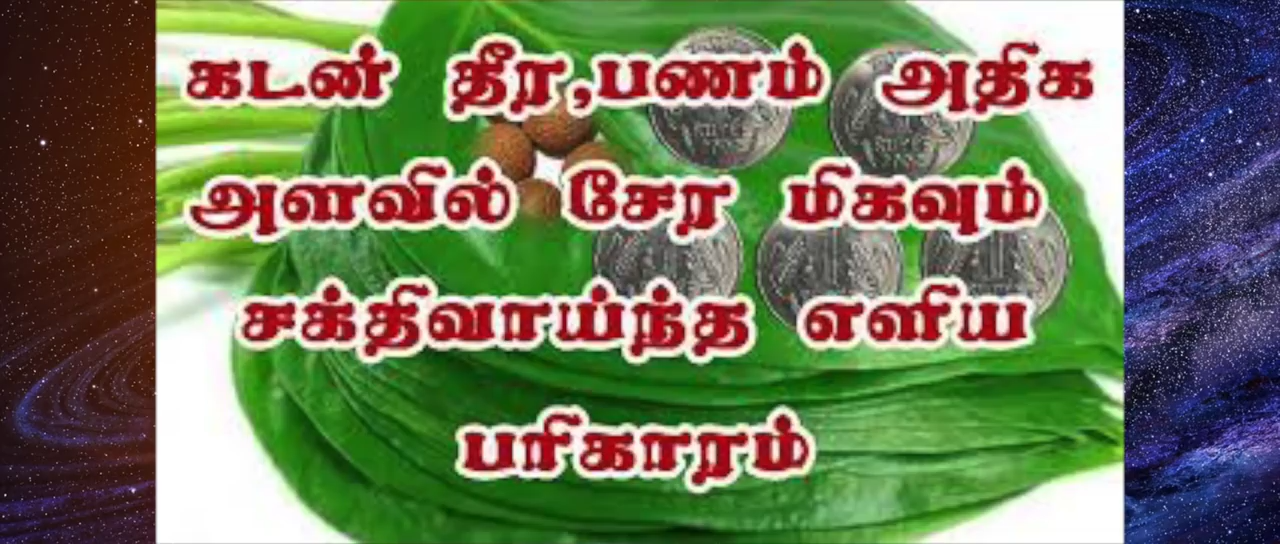 கடன் தீர,பணம் அதிக
அளவில் சேர மிகவும்
சக்திவாய்ந்த எளிய
பரிகாரம்